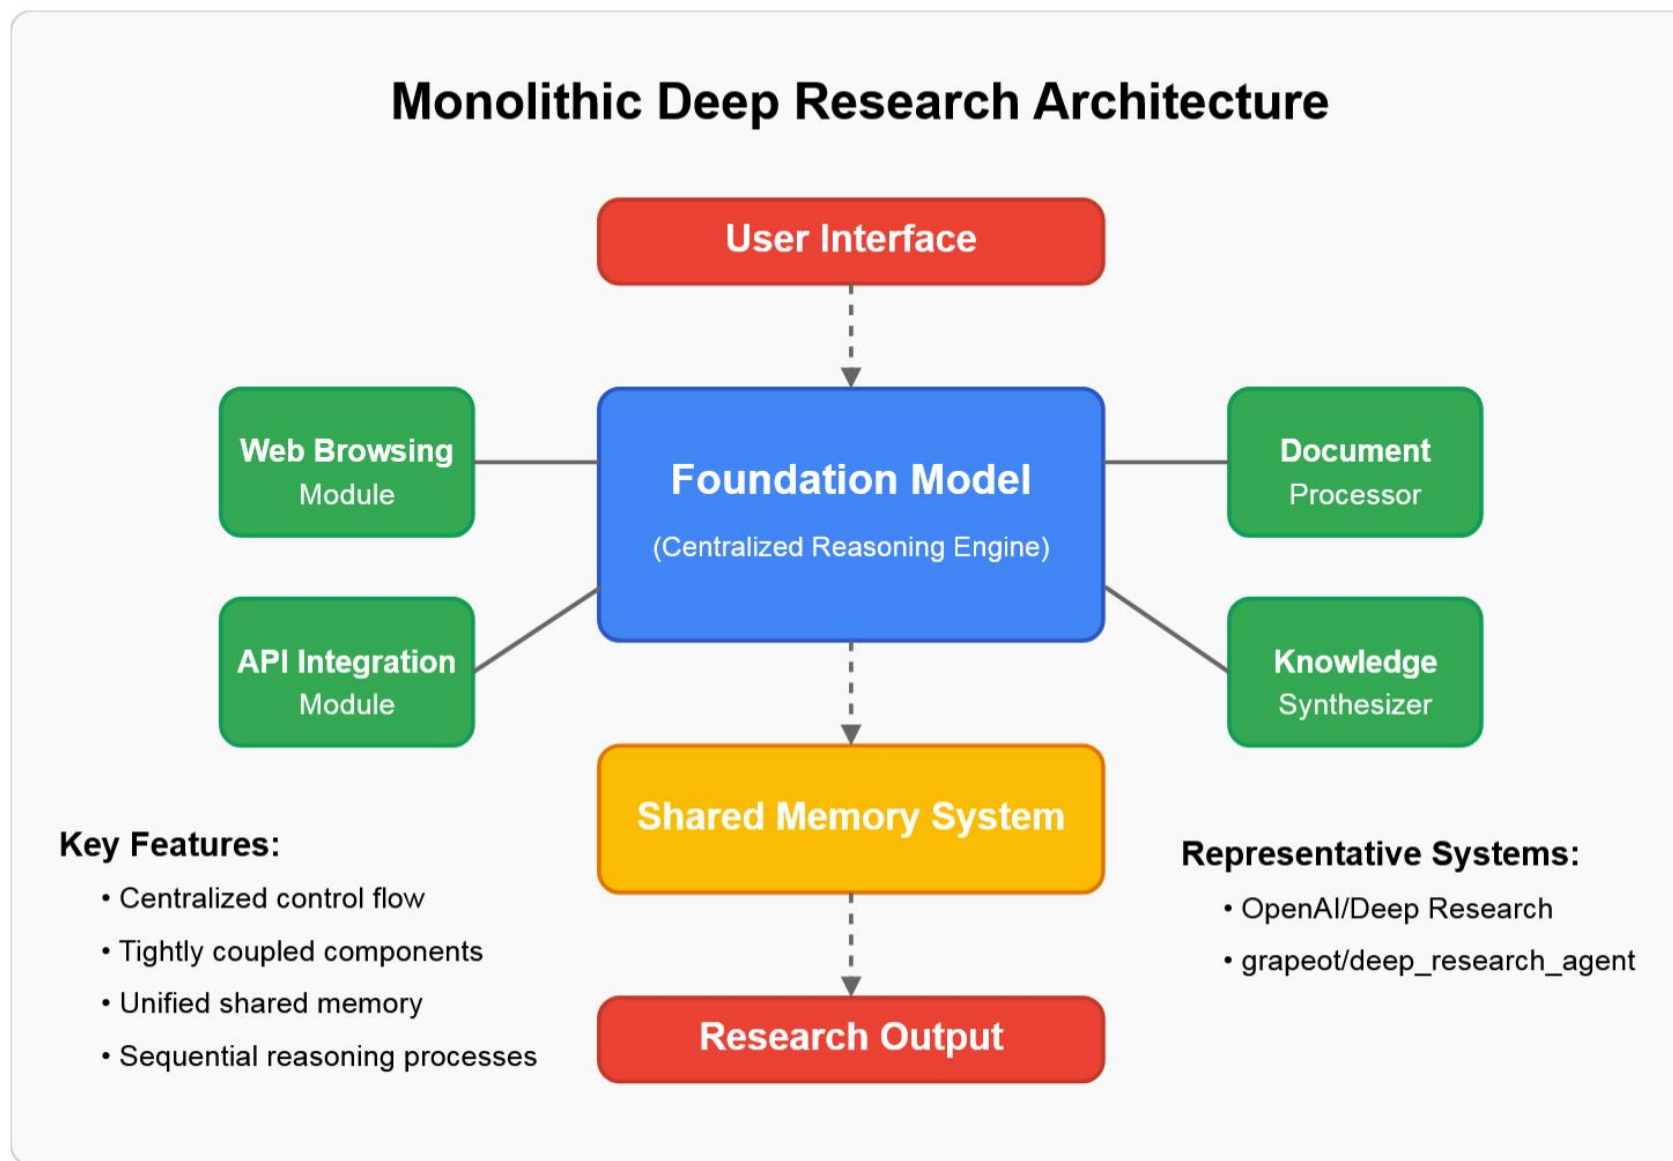 Monolithic Deep Research Architecture
User Interface
Web Browsing
Module
Foundation Model
(Centralized Reasoning Engine)
Document
Processor
API Integration
Module
Knowledge
Synthesizer
Shared Memory System
Key Features:
• Centralized control flow
• Tightly coupled components
• Unified shared memory
• Sequential reasoning processes
Representative Systems:
• OpenAI/Deep Research
• grapeot/deep_research_agent
Research Output